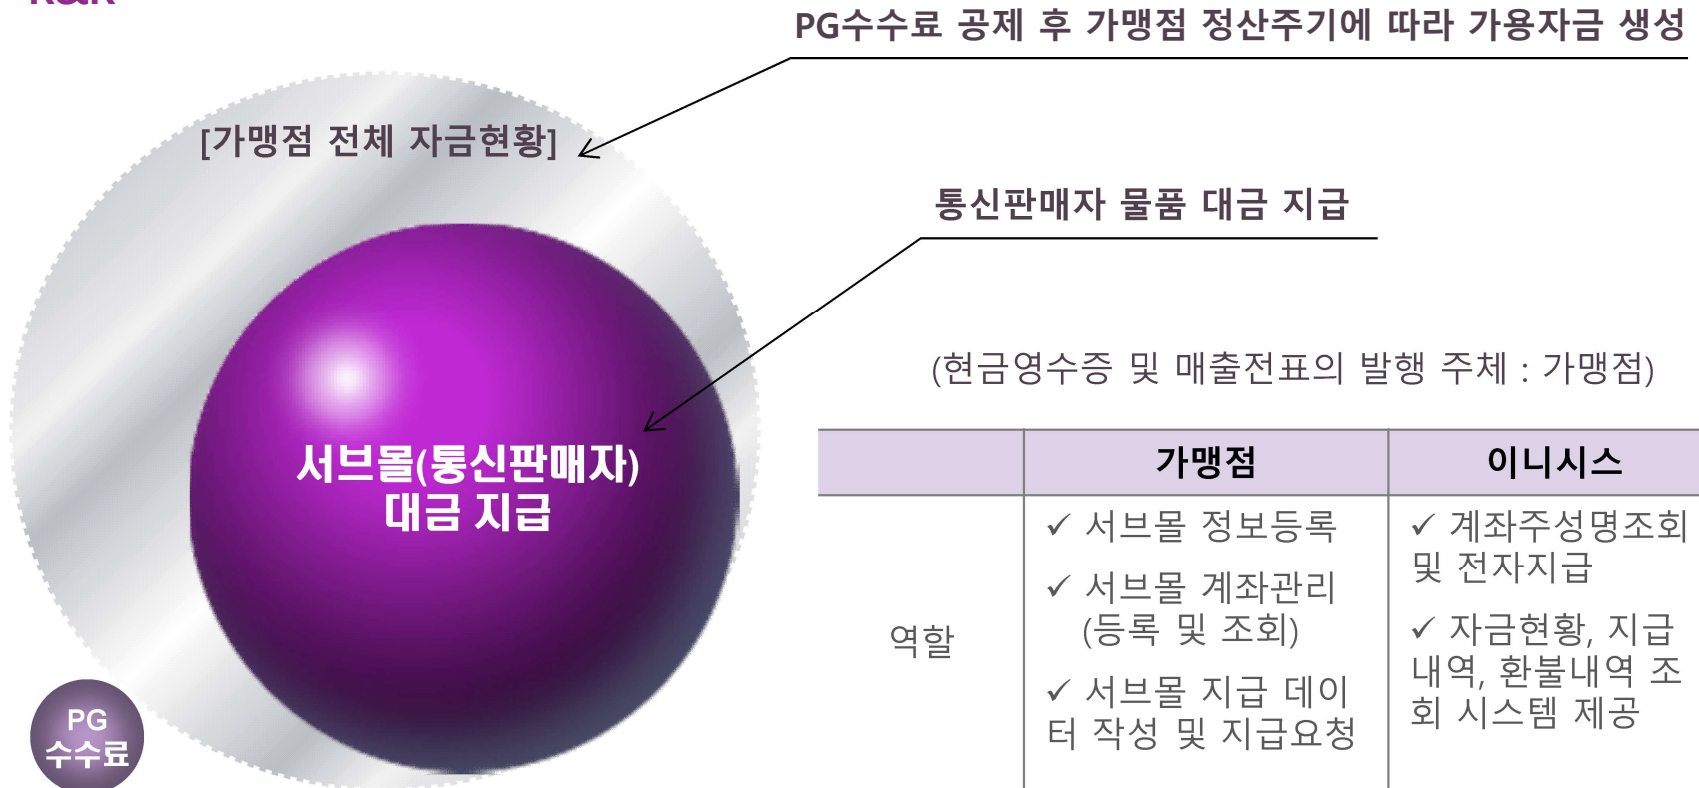 PG수수료 공제 후 가맹점 정산주기에 따라 가용자금 생성
[가맹점 전체 자금현황]
통신판매자 물품 대금 지급
(현금영수증 및 매출전표의 발행 주체 : 가맹점)
서브몰(통신판매자)
대금 지급
PG
수수료
가맹점
이니시스
역할
✓ 서브몰 정보등록
✓ 서브몰 계좌관리
(등록 및 조회)
✓ 서브몰 지급 데이
터 작성 및 지급요청
✓ 계좌주성명조회
및 전자지급
✓ 자금현황, 지급
내역, 환불내역 조
회 시스템 제공